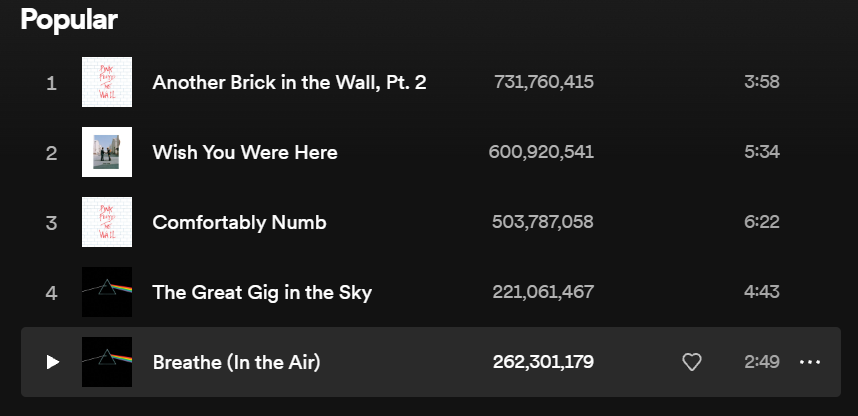 Popular
1 Another Brick in the Wall, Pt. 2 731,760,415 3:58
2 Wish You Were Here 600,920,541 5:34
3 Comfortably Numb 503,787,058 6:22
4 The Great Gig in the Sky 221,061,467 4:43
Breathe (In the Air) 262,301,179 2:49